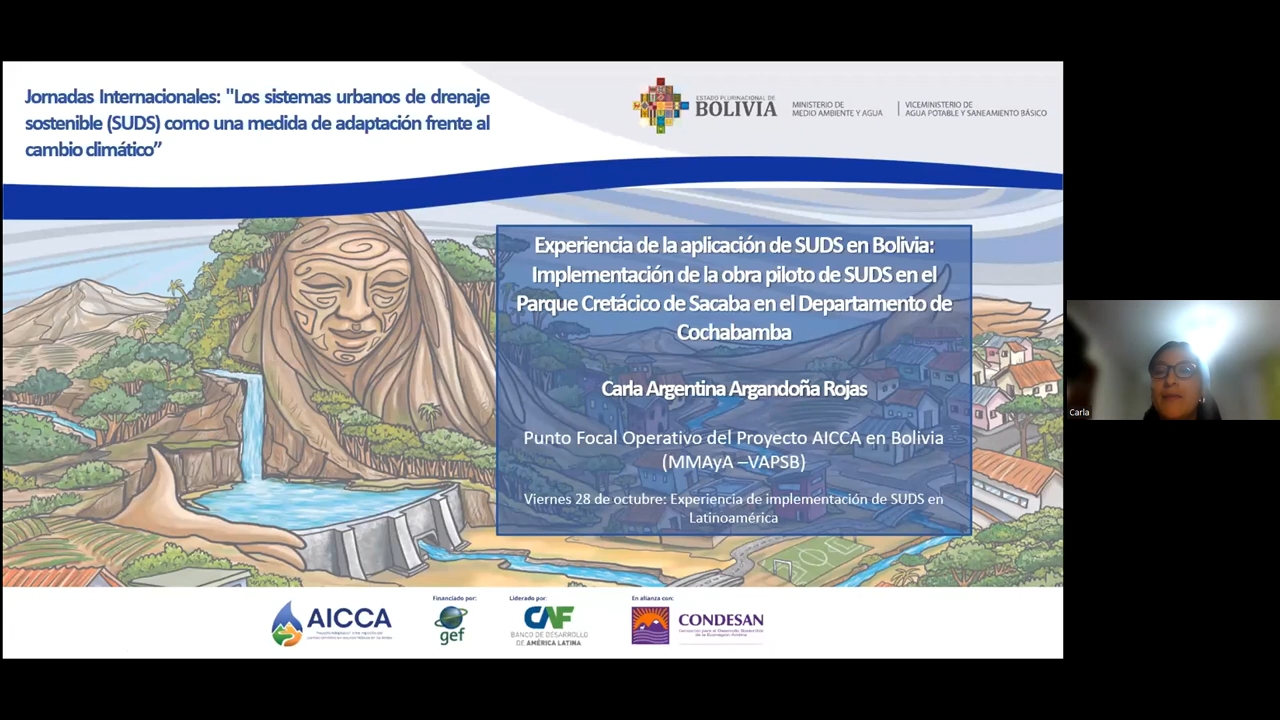 Jornadas Internacionales: "Los sistemas urbanos de drenaje
sostenible (SUDS) como una medida de adaptación frente al
cambio climático”
ESTADO PLURINACIONAL DE
BOLIVIA
MINISTERIO DE
MEDIO AMBIENTE Y AGUA
VICEMINISTERIO DE
AGUA POTABLE Y SANEAMIENTO BÁSICO
Experiencia de la aplicación de SUDS en Bolivia:
Implementación de la obra piloto de SUDS en el
Parque Cretácico de Sacaba en el Departamento de
Cochabamba
Carla Argentina Argandoña Rojas
Punto Focal Operativo del Proyecto AICCA en Bolivia
(MMAyA –VAPSB)
Viernes 28 de octubre: Experiencia de implementación de SUDS en
Latinoamérica
Carla
AICCA
Financiado por:
gef
Liderado por:
CAF
BANCO DE DESARROLLO
DE AMÉRICA LATINA
En alianza con:
CONDESAN